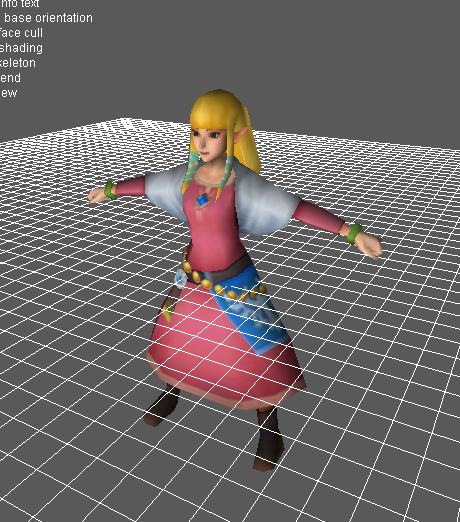 nfo text
base orientation
face cull
shading
keleton
end
ew